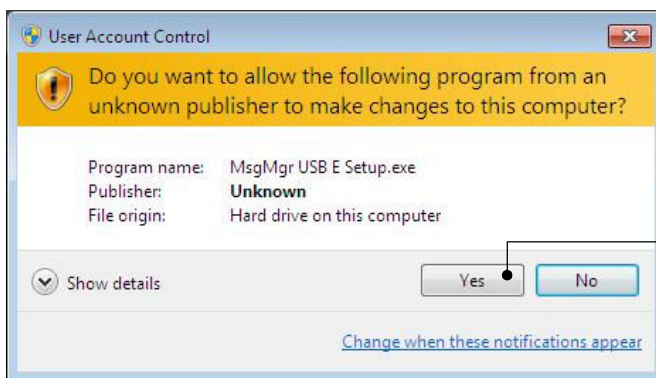 User Account Control
Do you want to allow the following program from an
unknown publisher to make changes to this computer?
Program name: MsgMgr USB E Setup.exe
Publisher: Unknown
File origin: Hard drive on this computer
Show details
Yes No
Change when these notifications appear